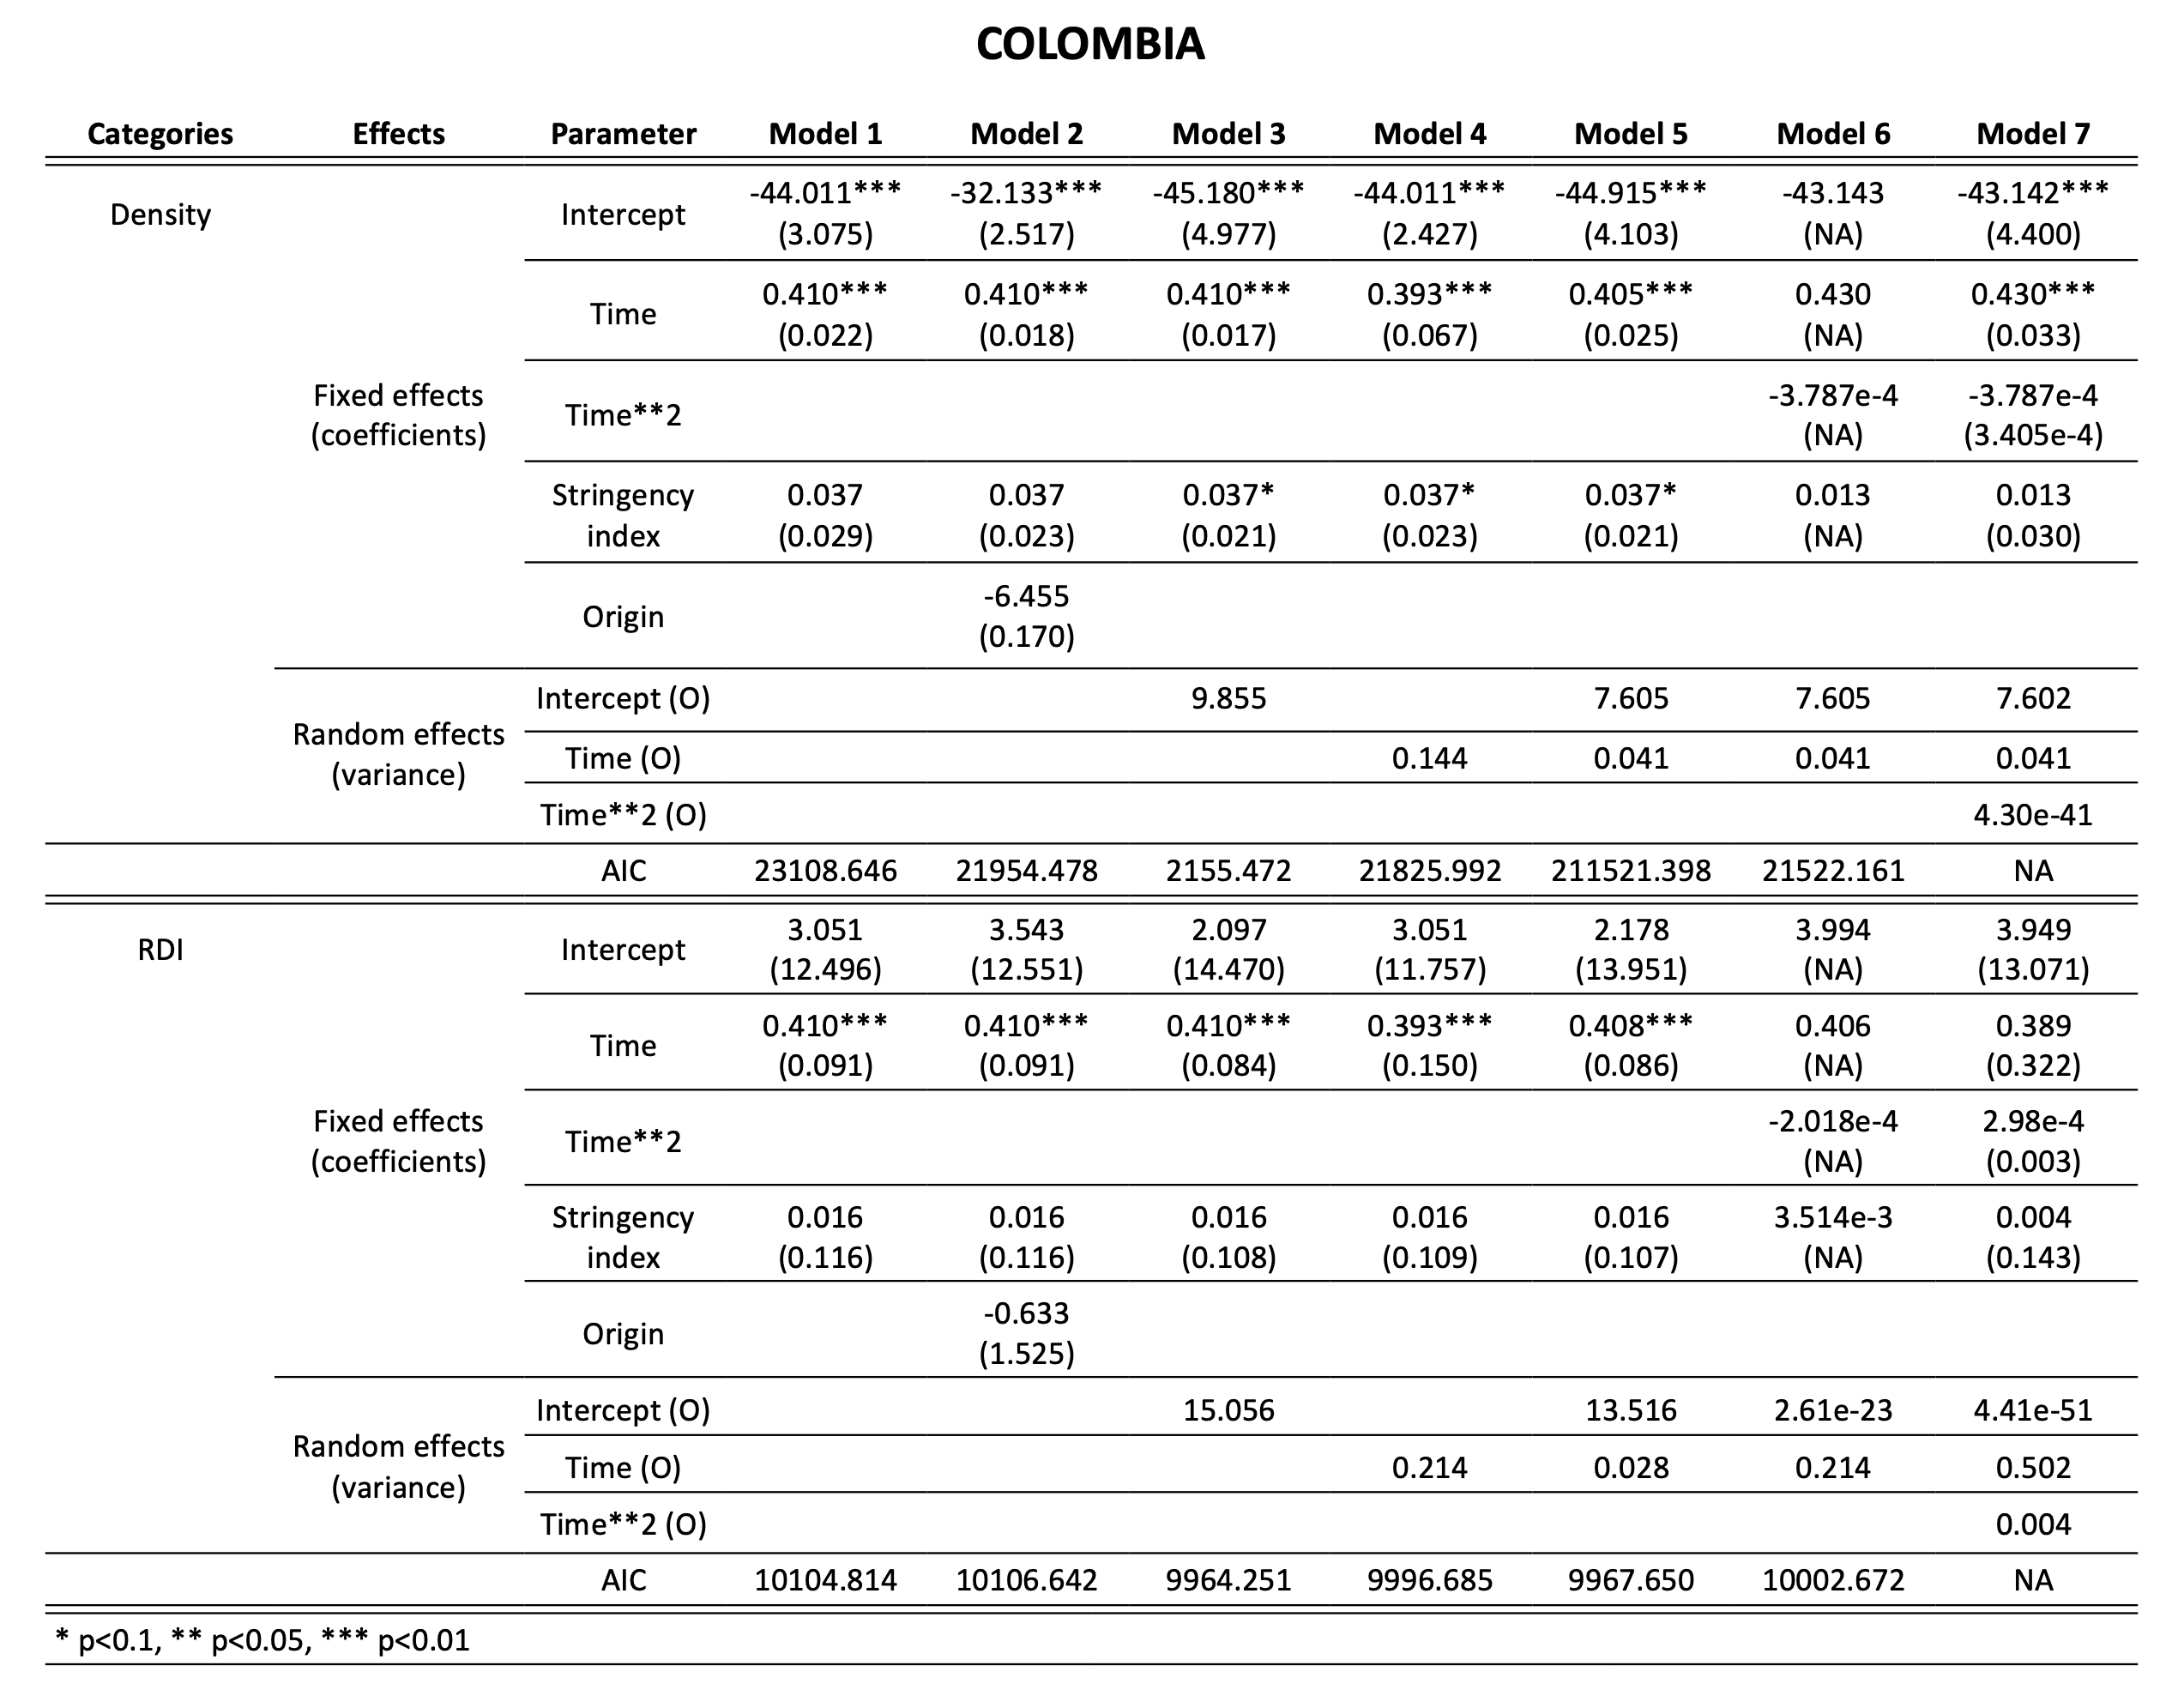 COLOMBIA
Categories Effects Parameter Model 1 Model 2 Model 3 Model 4 Model 5 Model 6 Model 7
Density Fixed effects (coefficients) Intercept -44.011*** -32.133*** -45.180*** -44.011*** -44.915*** -43.143 -43.142***
(3.075) (2.517) (4.977) (2.427) (4.103) (NA) (4.400)
Time 0.410*** 0.410*** 0.410*** 0.393*** 0.405*** 0.430 0.430***
(0.022) (0.018) (0.017) (0.067) (0.025) (NA) (0.033)
Time**2 -3.787e-4 -3.787e-4
(NA) (3.405e-4)
Stringency index 0.037 0.037 0.037* 0.037* 0.037* 0.013 0.013
(0.029) (0.023) (0.021) (0.023) (0.021) (NA) (0.030)
Origin -6.455
(0.170)
Random effects (variance) Intercept (O) 9.855 7.605 7.605 7.602
Time (O) 0.144 0.041 0.041 0.041
Time**2 (O) 4.30e-41
AIC 23108.646 21954.478 2155.472 21825.992 211521.398 21522.161 NA
RDI Fixed effects (coefficients) Intercept 3.051 3.543 2.097 3.051 2.178 3.994 3.949
(12.496) (12.551) (14.470) (11.757) (13.951) (NA) (13.071)
Time 0.410*** 0.410*** 0.410*** 0.393*** 0.408*** 0.406 0.389
(0.091) (0.091) (0.084) (0.150) (0.086) (NA) (0.322)
Time**2 -2.018e-4 2.98e-4
(NA) (0.003)
Stringency index 0.016 0.016 0.016 0.016 0.016 3.514e-3 0.004
(0.116) (0.116) (0.108) (0.109) (0.107) (NA) (0.143)
Origin -0.633
(1.525)
Random effects (variance) Intercept (O) 15.056 13.516 2.61e-23 4.41e-51
Time (O) 0.214 0.028 0.214 0.502
Time**2 (O) 0.004
AIC 10104.814 10106.642 9964.251 9996.685 9967.650 10002.672 NA
* p<0.1, ** p<0.05, *** p<0.01